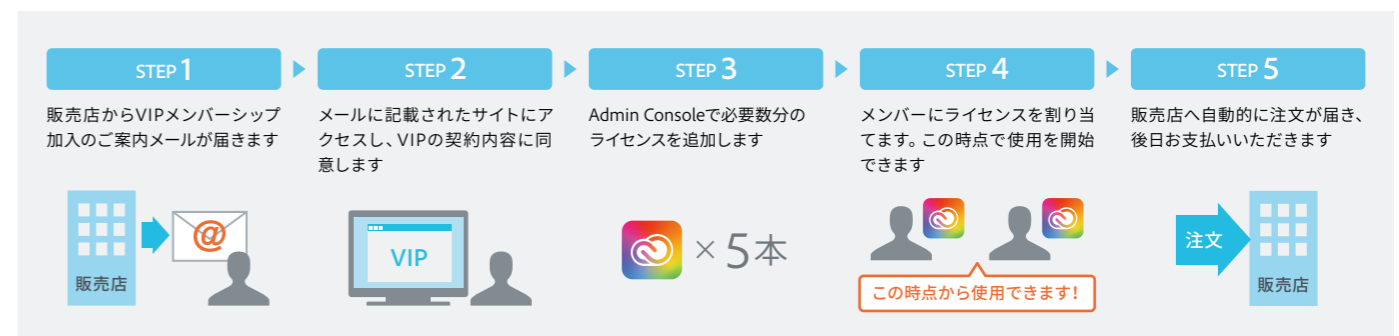 STEP 1
販売店からVIPメンバーシップ
加入のご案内メールが届きます
販売店
@
STEP 2
メールに記載されたサイトにア
クセスし、VIPの契約内容に同
意します
VIP
STEP 3
Admin Consoleで必要数分の
ライセンスを追加します
×5本
STEP 4
メンバーにライセンスを割り当
てます。この時点で使用を開始
できます
この時点から使用できます!
STEP 5
販売店へ自動的に注文が届き、
後日お支払いいただきます
注文
販売店